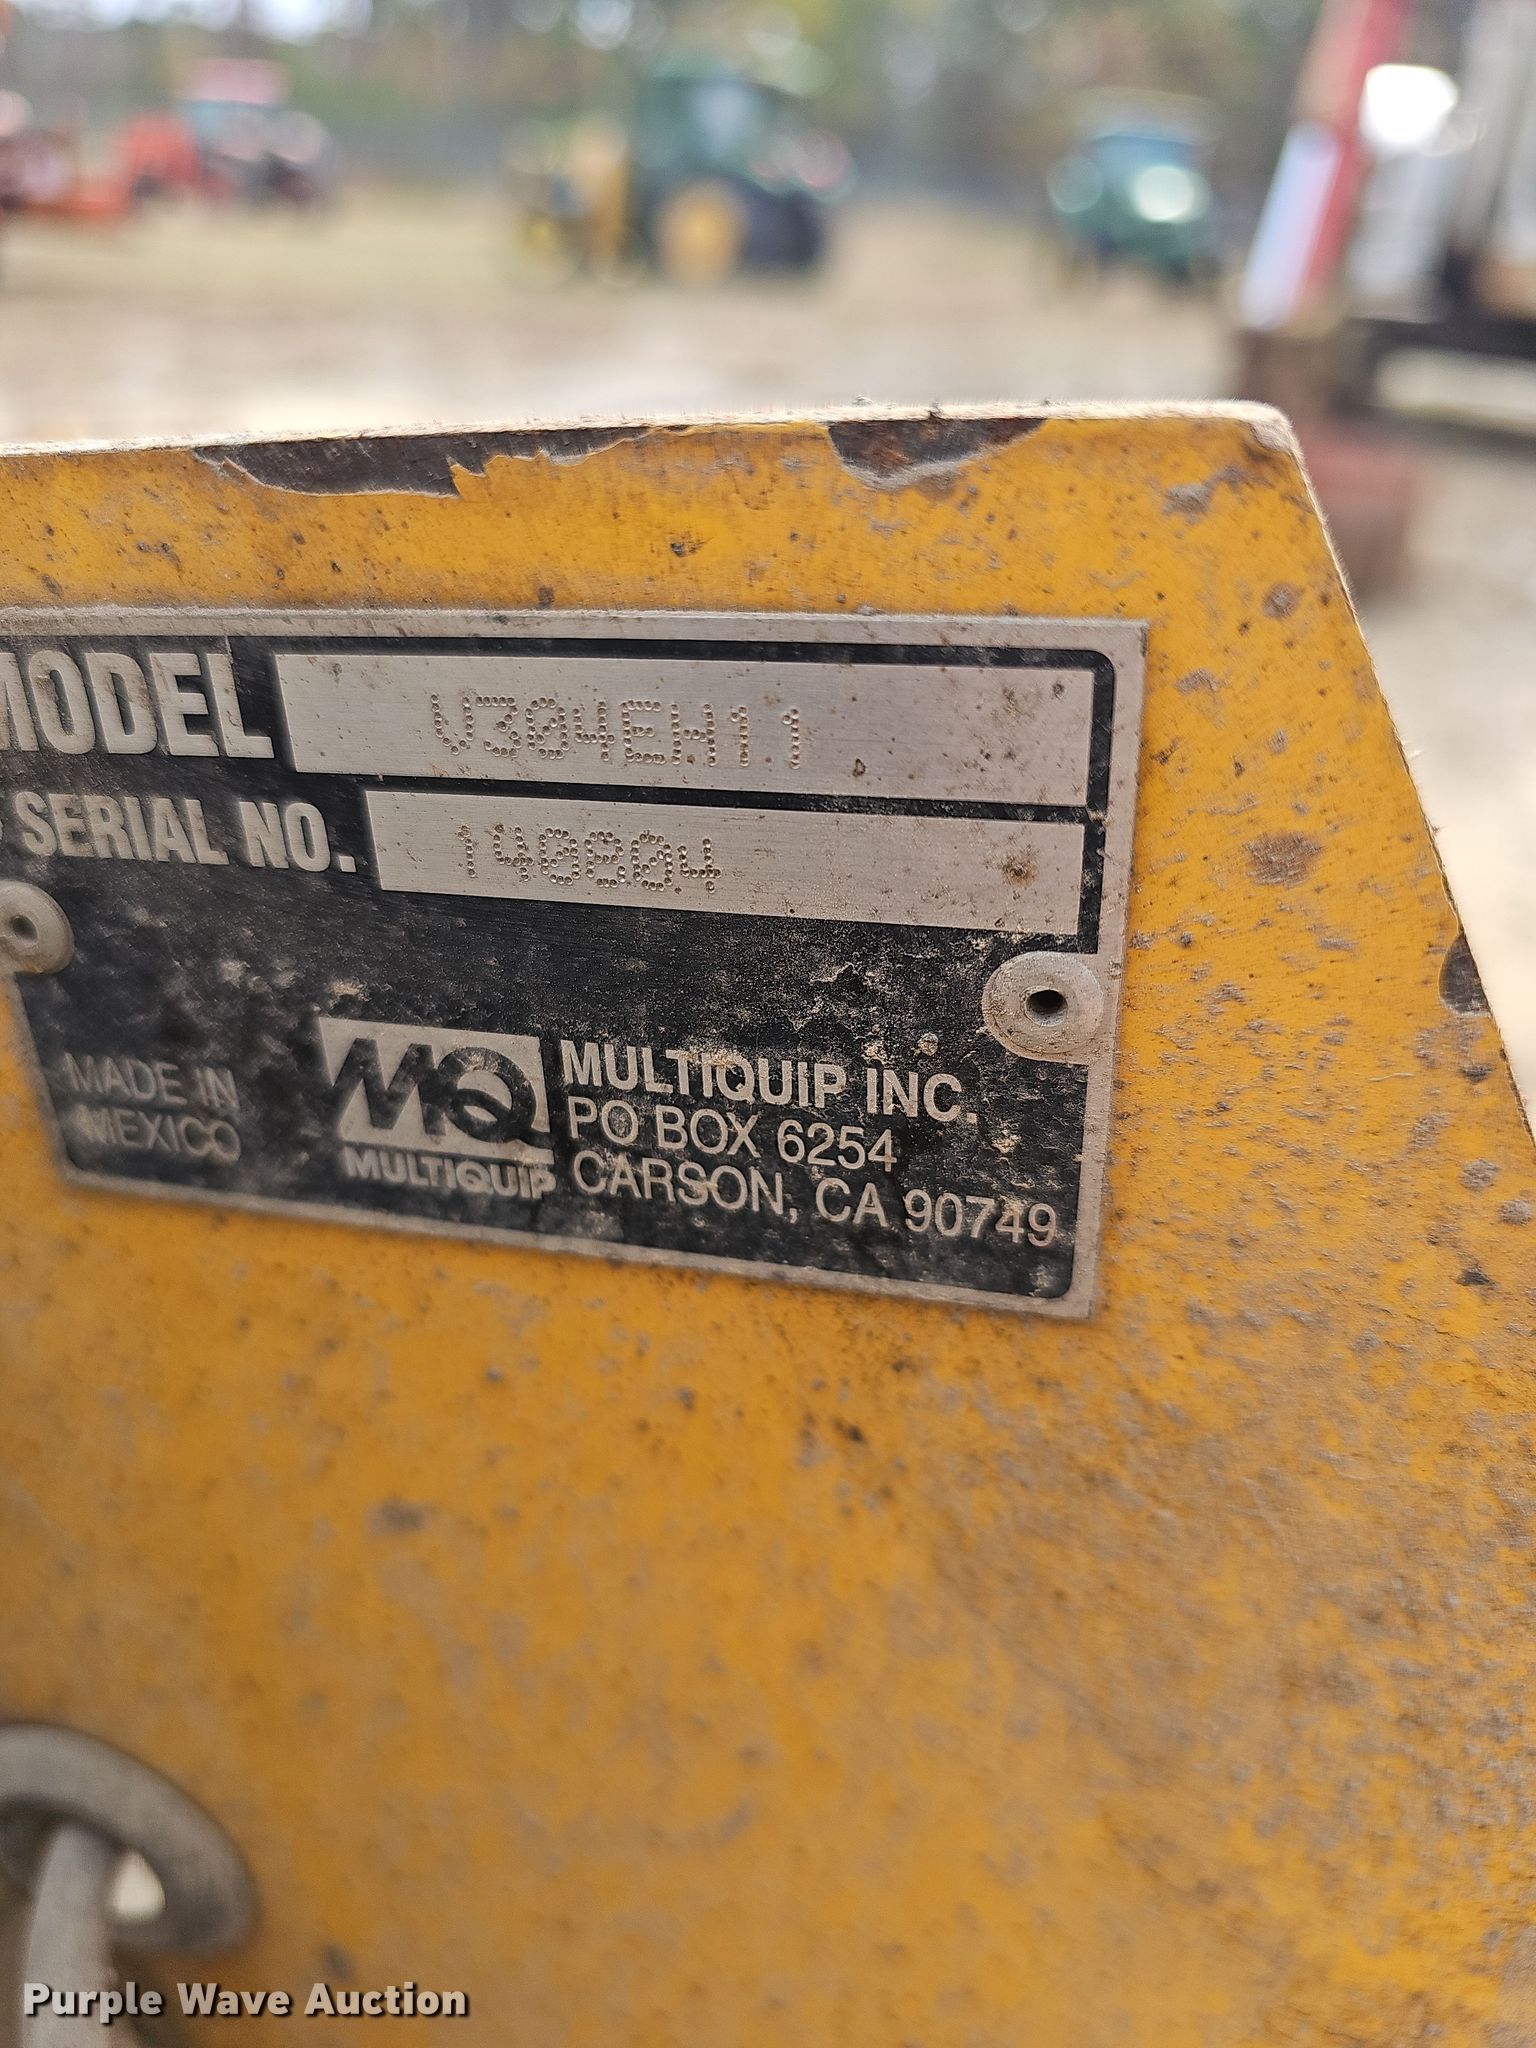 MODEL V304EH1.1
SERIAL NO. 140804
MADE IN
MEXICO
MQ
MULTIQUIP
MULTIQUIP INC.
PO BOX 6254
CARSON, CA 90749
Purple Wave Auction